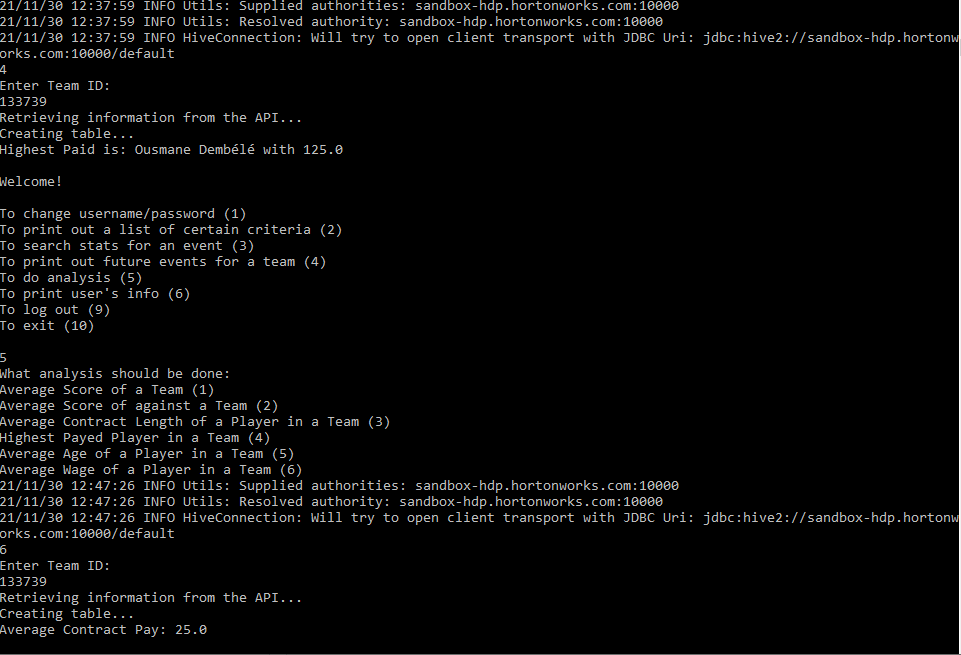 21/11/30 12:37:59 INFO Utils: Supplied authorities: sandbox-hdp.hortonworks.com:10000
21/11/30 12:37:59 INFO Utils: Resolved authority: sandbox-hdp.hortonworks.com:10000
21/11/30 12:37:59 INFO HiveConnection: Will try to open client transport with JDBC Uri: jdbc:hive2://sandbox-hdp.hortonw
orks.com:10000/default
4
Enter Team ID:
133739
Retrieving information from the API...
Creating table...
Highest Paid is: Ousmane Dembélé with 125.0
Welcome!
To change username/password (1)
To print out a list of certain criteria (2)
To search stats for an event (3)
To print out future events for a team (4)
To do analysis (5)
To print user's info (6)
To log out (9)
To exit (10)
5
What analysis should be done:
Average Score of a Team (1)
Average Score of against a Team (2)
Average Contract Length of a Player in a Team (3)
Highest Payed Player in a Team (4)
Average Age of a Player in a Team (5)
Average Wage of a Player in a Team (6)
21/11/30 12:47:26 INFO Utils: Supplied authorities: sandbox-hdp.hortonworks.com:10000
21/11/30 12:47:26 INFO Utils: Resolved authority: sandbox-hdp.hortonworks.com:10000
21/11/30 12:47:26 INFO HiveConnection: Will try to open client transport with JDBC Uri: jdbc:hive2://sandbox-hdp.hortonw
orks.com:10000/default
6
Enter Team ID:
133739
Retrieving information from the API...
Creating table...
Average Contract Pay: 25.0